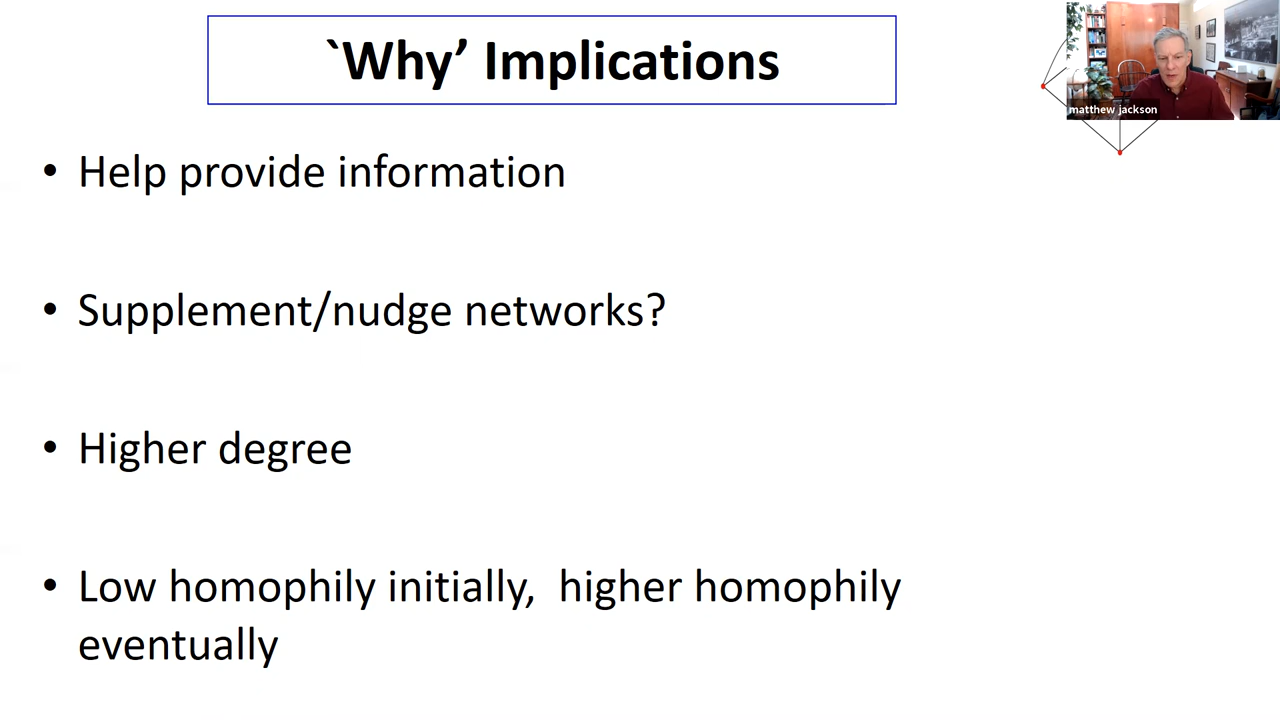 `Why’ Implications
matthew jackson
• Help provide information
• Supplement/nudge networks?
• Higher degree
• Low homophily initially,  higher homophily
eventually